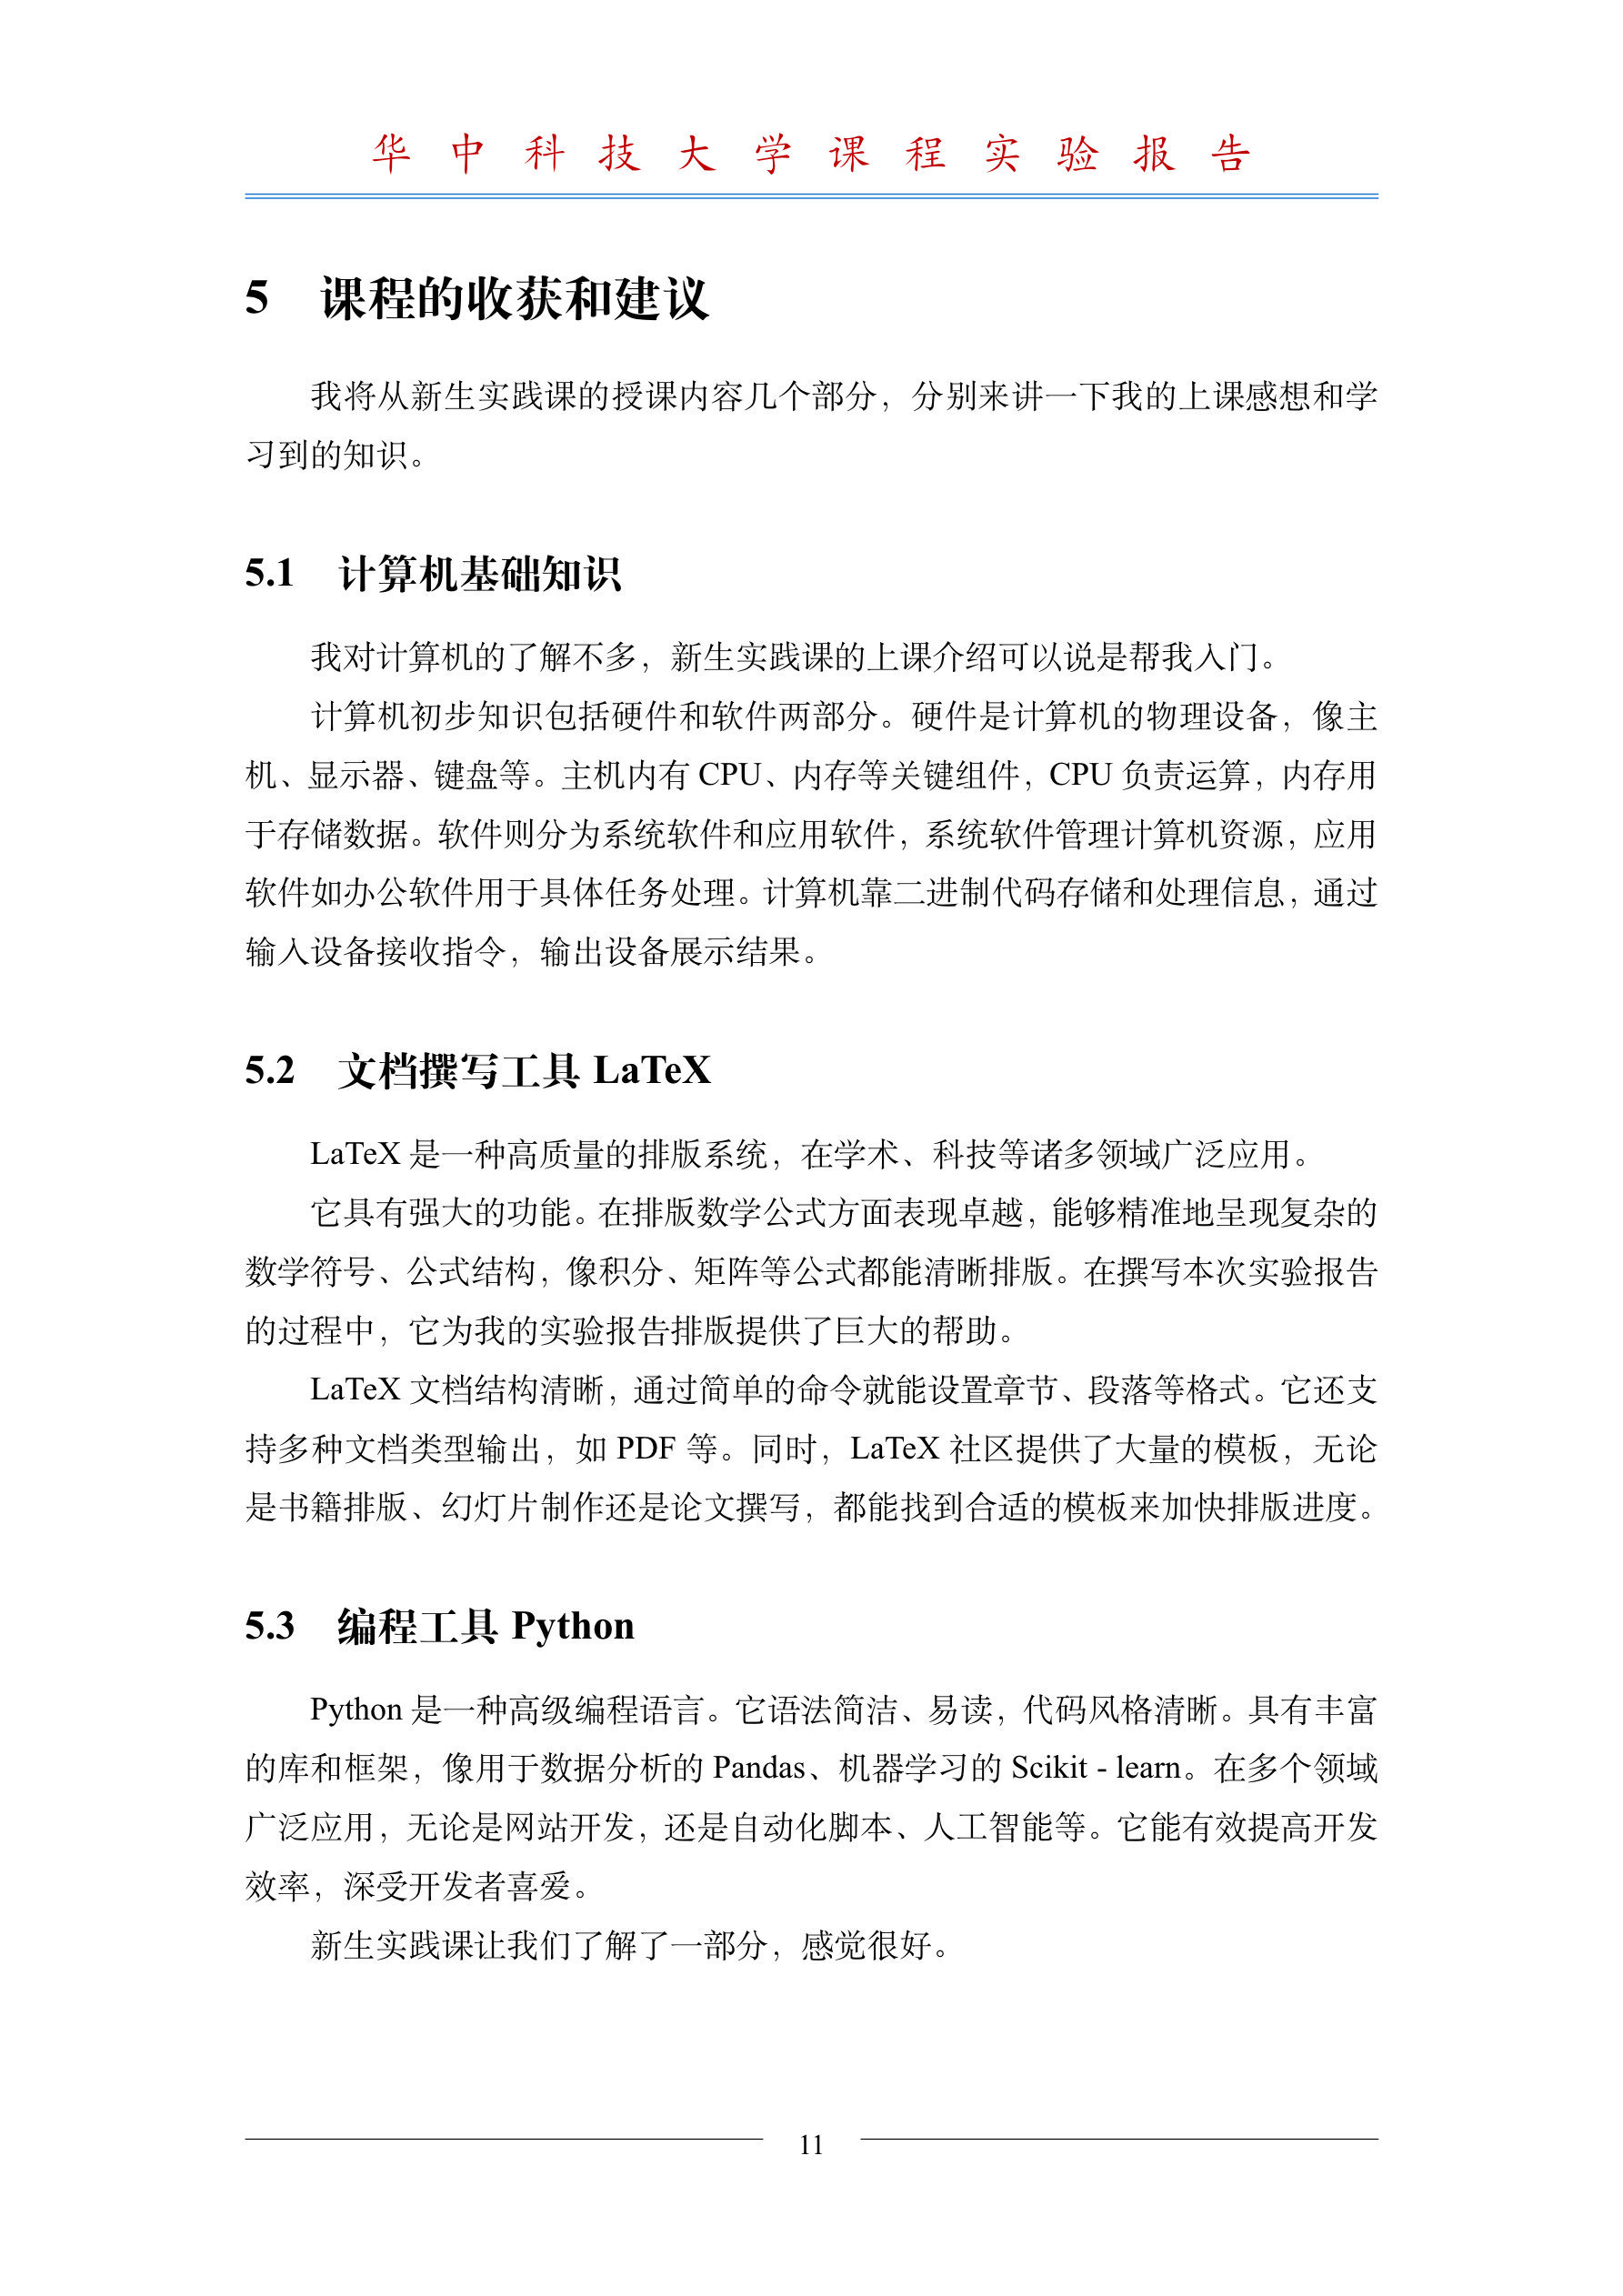 华中科技大学课程实验报告
5 课程的收获和建议
我将从新生实践课的授课内容几个部分，分别来讲一下我的上课感想和学
习到的知识。
5.1 计算机基础知识
我对计算机的了解不多，新生实践课的上课介绍可以说是帮我入门。
计算机初步知识包括硬件和软件两部分。硬件是计算机的物理设备，像主
机、显示器、键盘等。主机内有 CPU、内存等关键组件，CPU 负责运算，内存用
于存储数据。软件则分为系统软件和应用软件，系统软件管理计算机资源，应用
软件如办公软件用于具体任务处理。计算机靠二进制代码存储和处理信息，通过
输入设备接收指令，输出设备展示结果。
5.2 文档撰写工具 LaTeX
LaTeX 是一种高质量的排版系统，在学术、科技等诸多领域广泛应用。
它具有强大的功能。在排版数学公式方面表现卓越，能够精准地呈现复杂的
数学符号、公式结构，像积分、矩阵等公式都能清晰排版。在撰写本次实验报告
的过程中，它为我的实验报告排版提供了巨大的帮助。
LaTeX 文档结构清晰，通过简单的命令就能设置章节、段落等格式。它还支
持多种文档类型输出，如 PDF 等。同时，LaTeX 社区提供了大量的模板，无论
是书籍排版、幻灯片制作还是论文撰写，都能找到合适的模板来加快排版进度。
5.3 编程工具 Python
Python 是一种高级编程语言。它语法简洁、易读，代码风格清晰。具有丰富
的库和框架，像用于数据分析的 Pandas、机器学习的 Scikit - learn。在多个领域
广泛应用，无论是网站开发，还是自动化脚本、人工智能等。它能有效提高开发
效率，深受开发者喜爱。
新生实践课让我们了解了一部分，感觉很好。
11